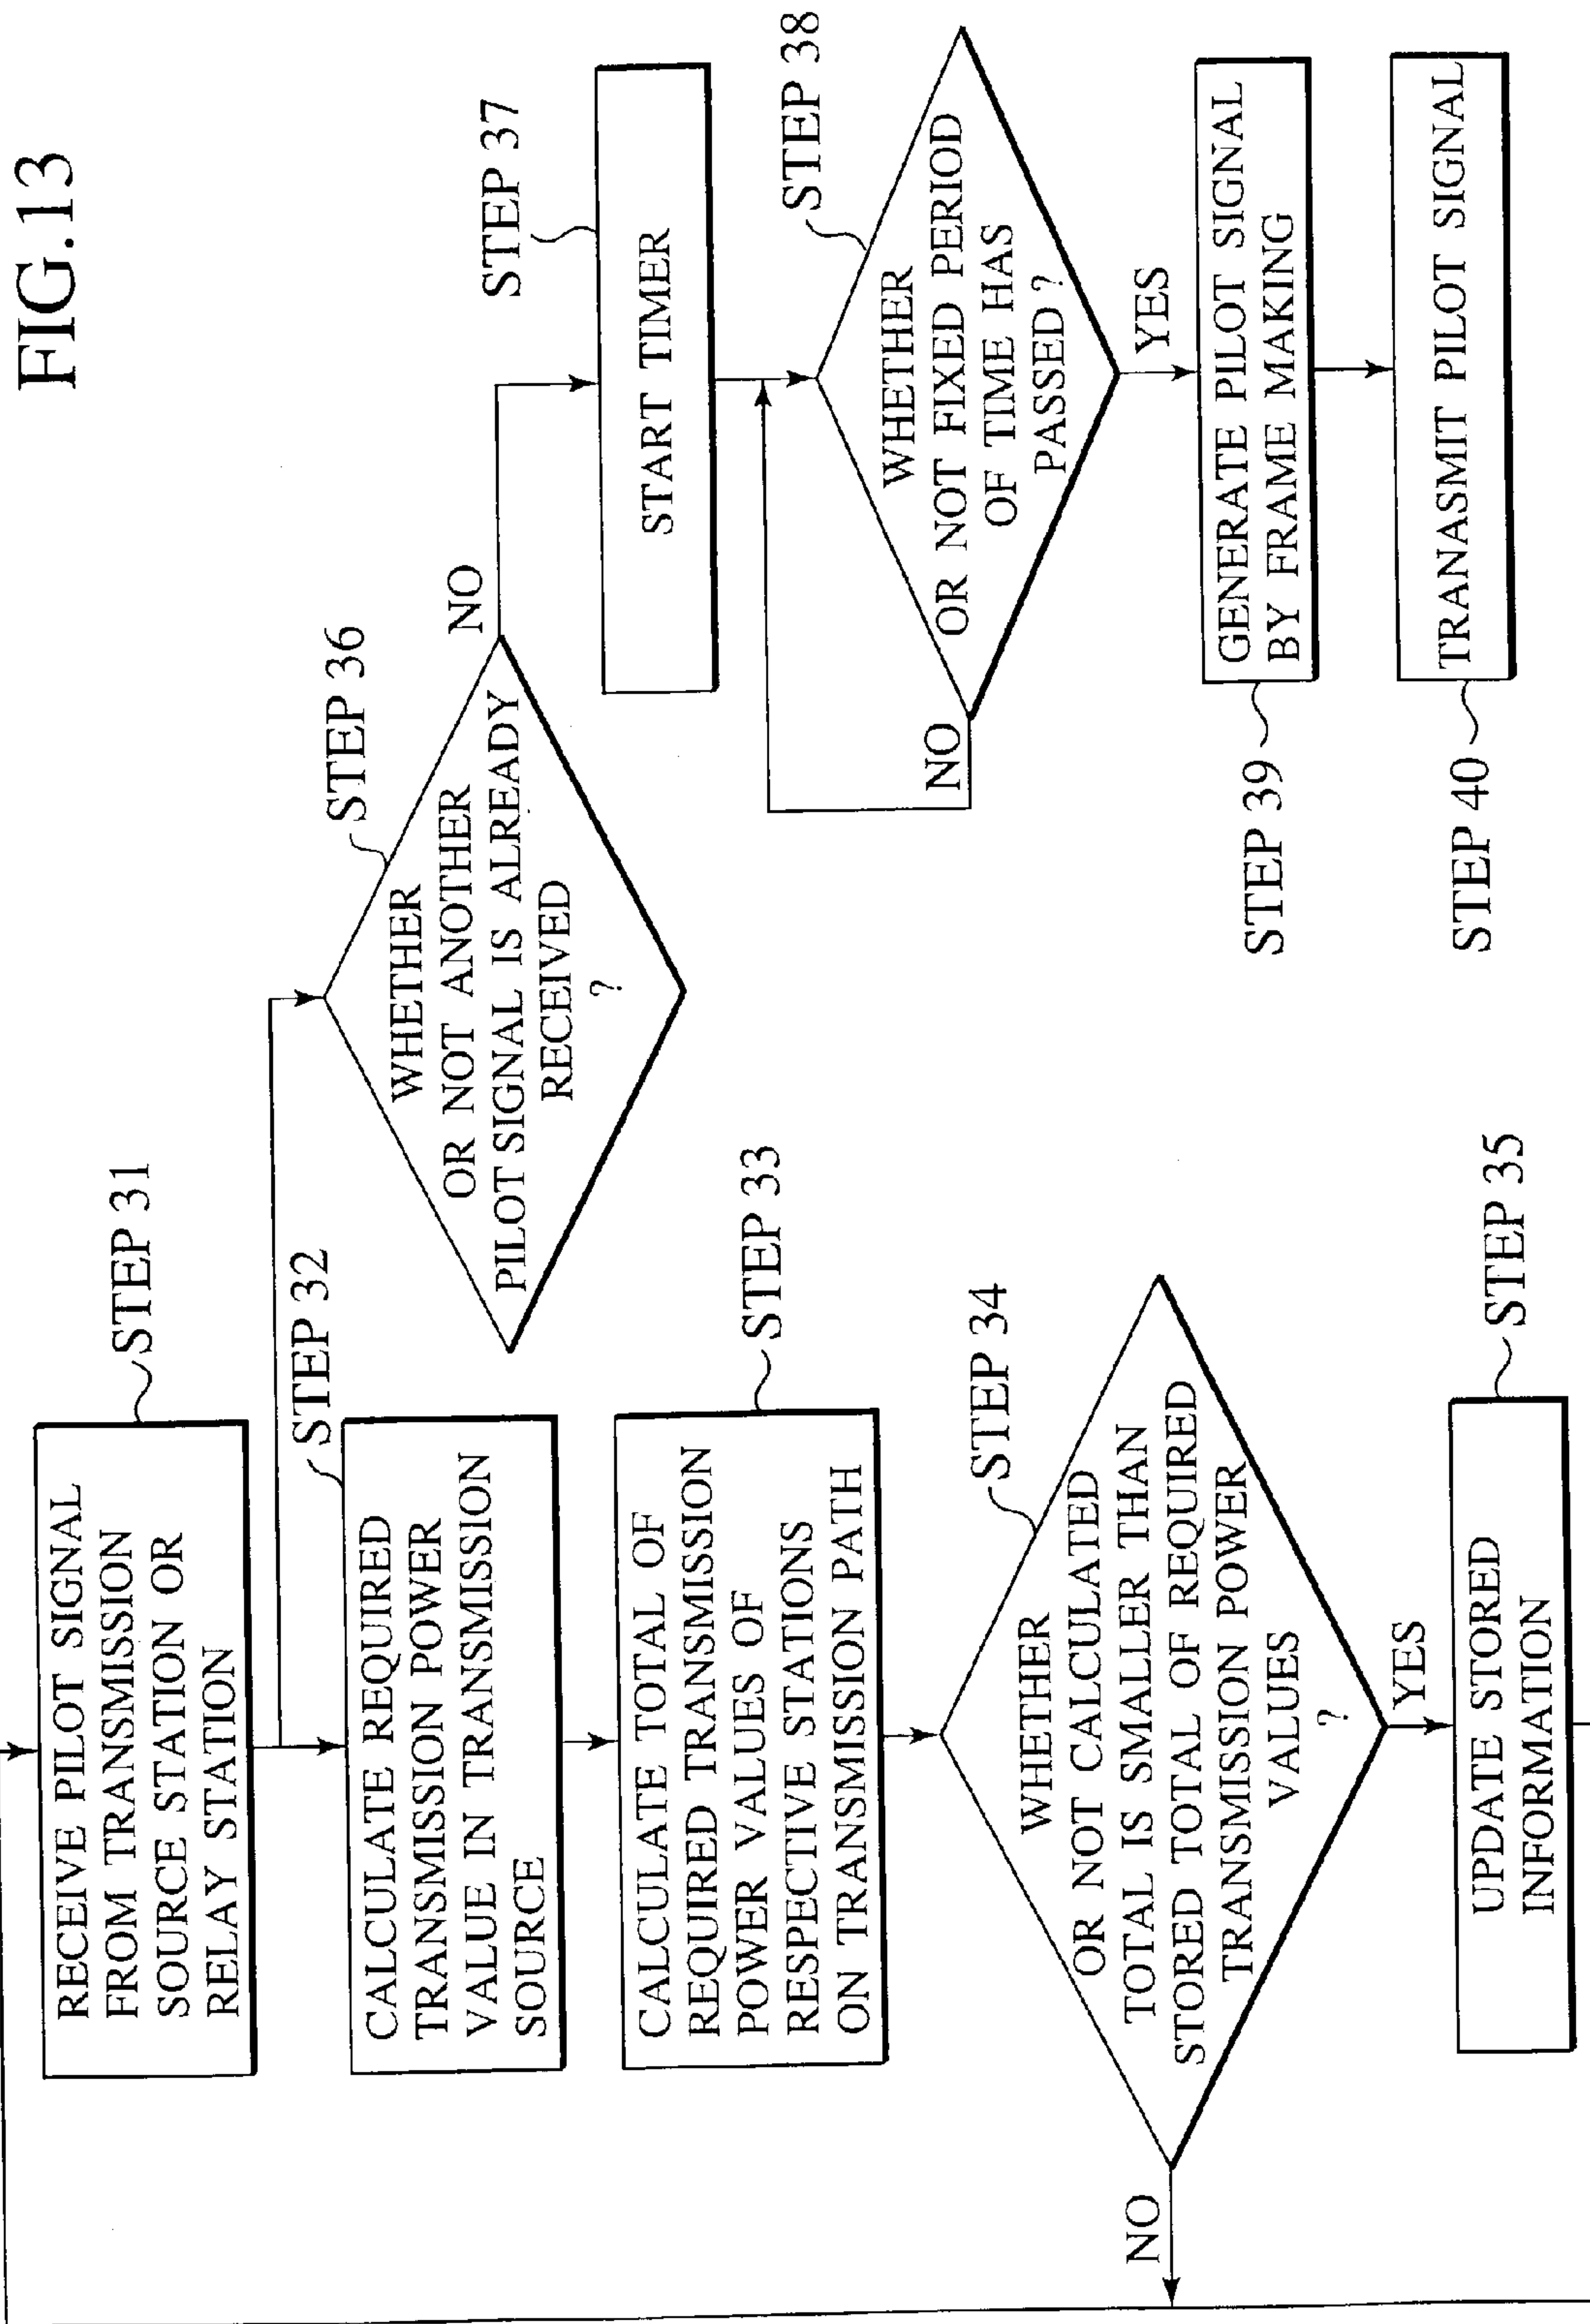 FIG.13
STEP 31
RECEIVE PILOT SIGNAL
FROM TRANSMISSION
SOURCE STATION OR
RELAY STATION
STEP 32
CALCULATE REQUIRED
TRANSMISSION POWER
VALUE IN TRANSMISSION
SOURCE
STEP 33
CALCULATE TOTAL OF
REQUIRED TRANSMISSION
POWER VALUES OF
RESPECTIVE STATIONS
ON TRANSMISSION PATH
STEP 34
WHETHER
OR NOT CALCULATED
TOTAL IS SMALLER THAN
STORED TOTAL OF REQUIRED
TRANSMISSION POWER
VALUES
?
NO
YES
STEP 35
UPDATE STORED
INFORMATION
STEP 36
WHETHER
OR NOT ANOTHER
PILOT SIGNAL IS ALREADY
RECEIVED
?
NO
STEP 37
START TIMER
STEP 38
WHETHER
OR NOT FIXED PERIOD
OF TIME HAS
PASSED ?
NO
YES
STEP 39
GENERATE PILOT SIGNAL
BY FRAME MAKING
STEP 40
TRANASMIT PILOT SIGNAL